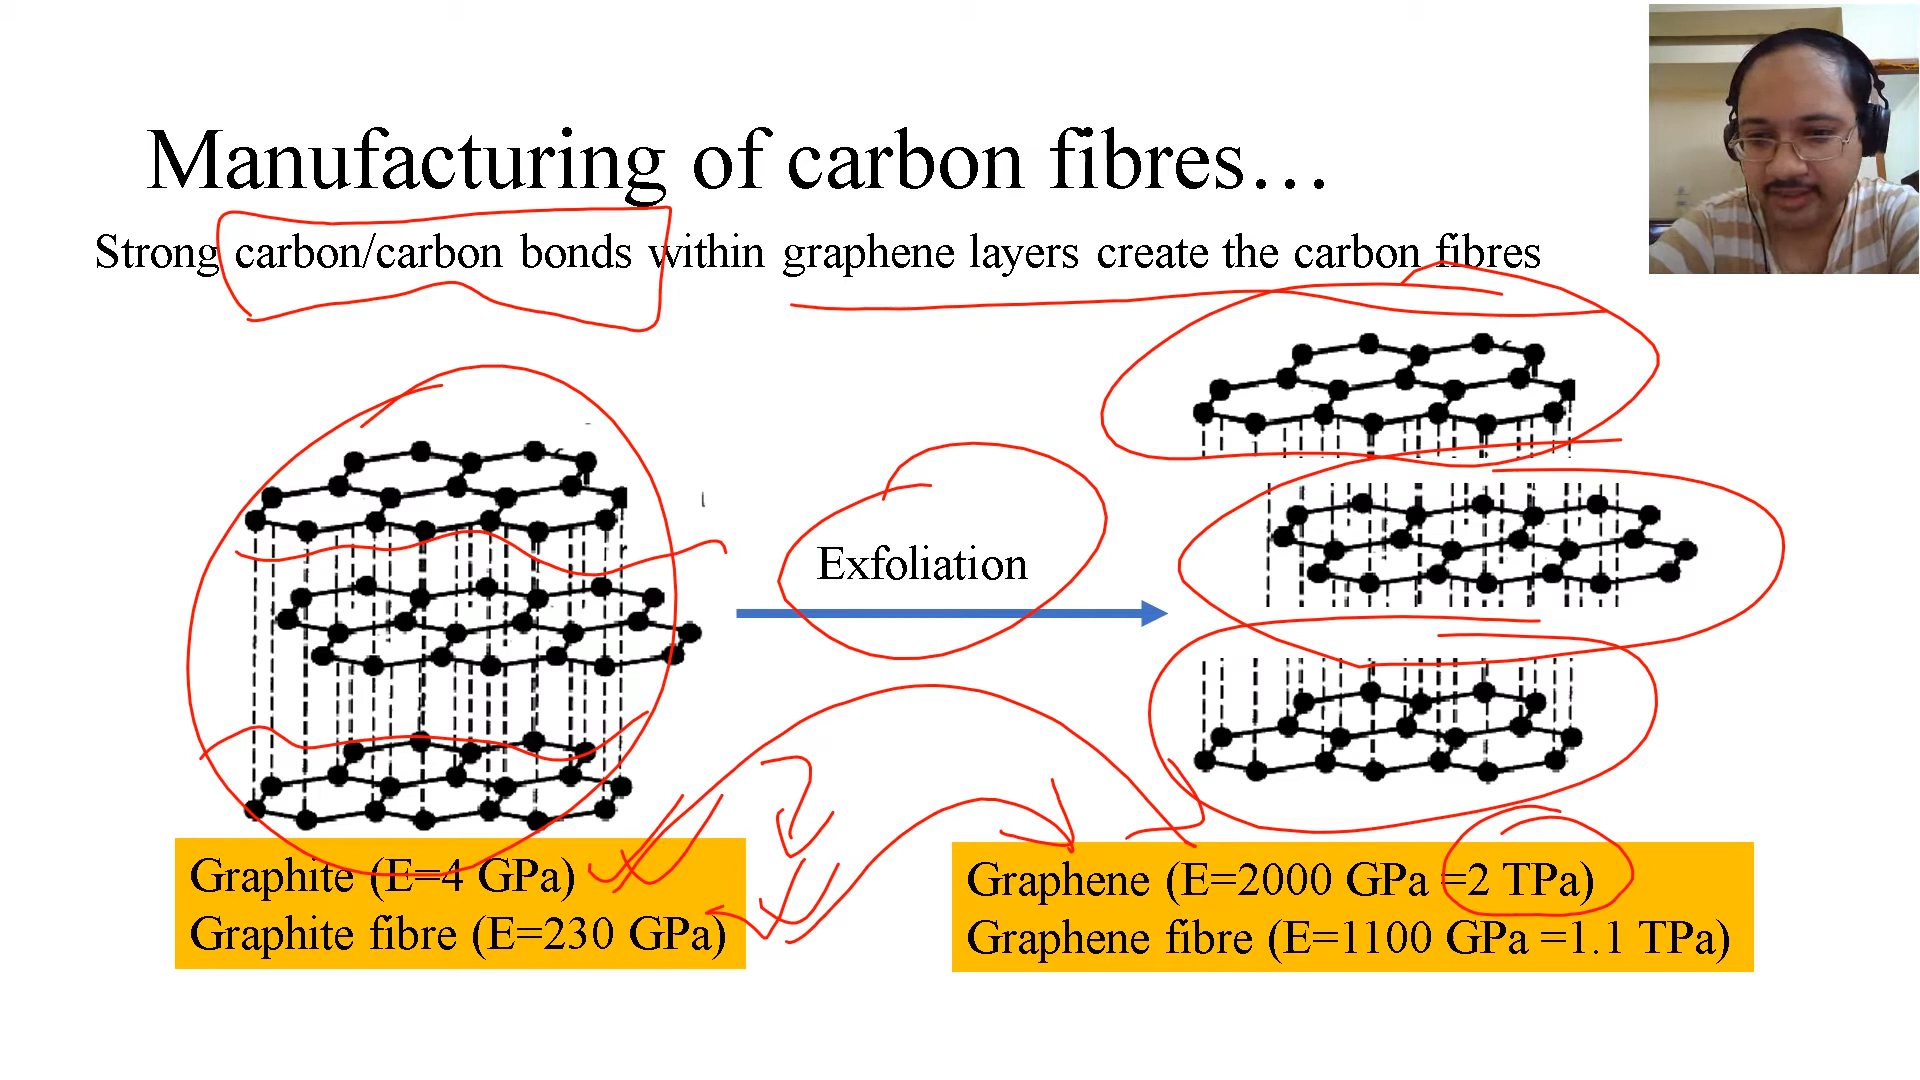 Manufacturing of carbon fibres…
Strong carbon/carbon bonds within graphene layers create the carbon fibres
Exfoliation
Graphite (E=4 GPa)
Graphite fibre (E=230 GPa)
Graphene (E=2000 GPa =2 TPa)
Graphene fibre (E=1100 GPa =1.1 TPa)